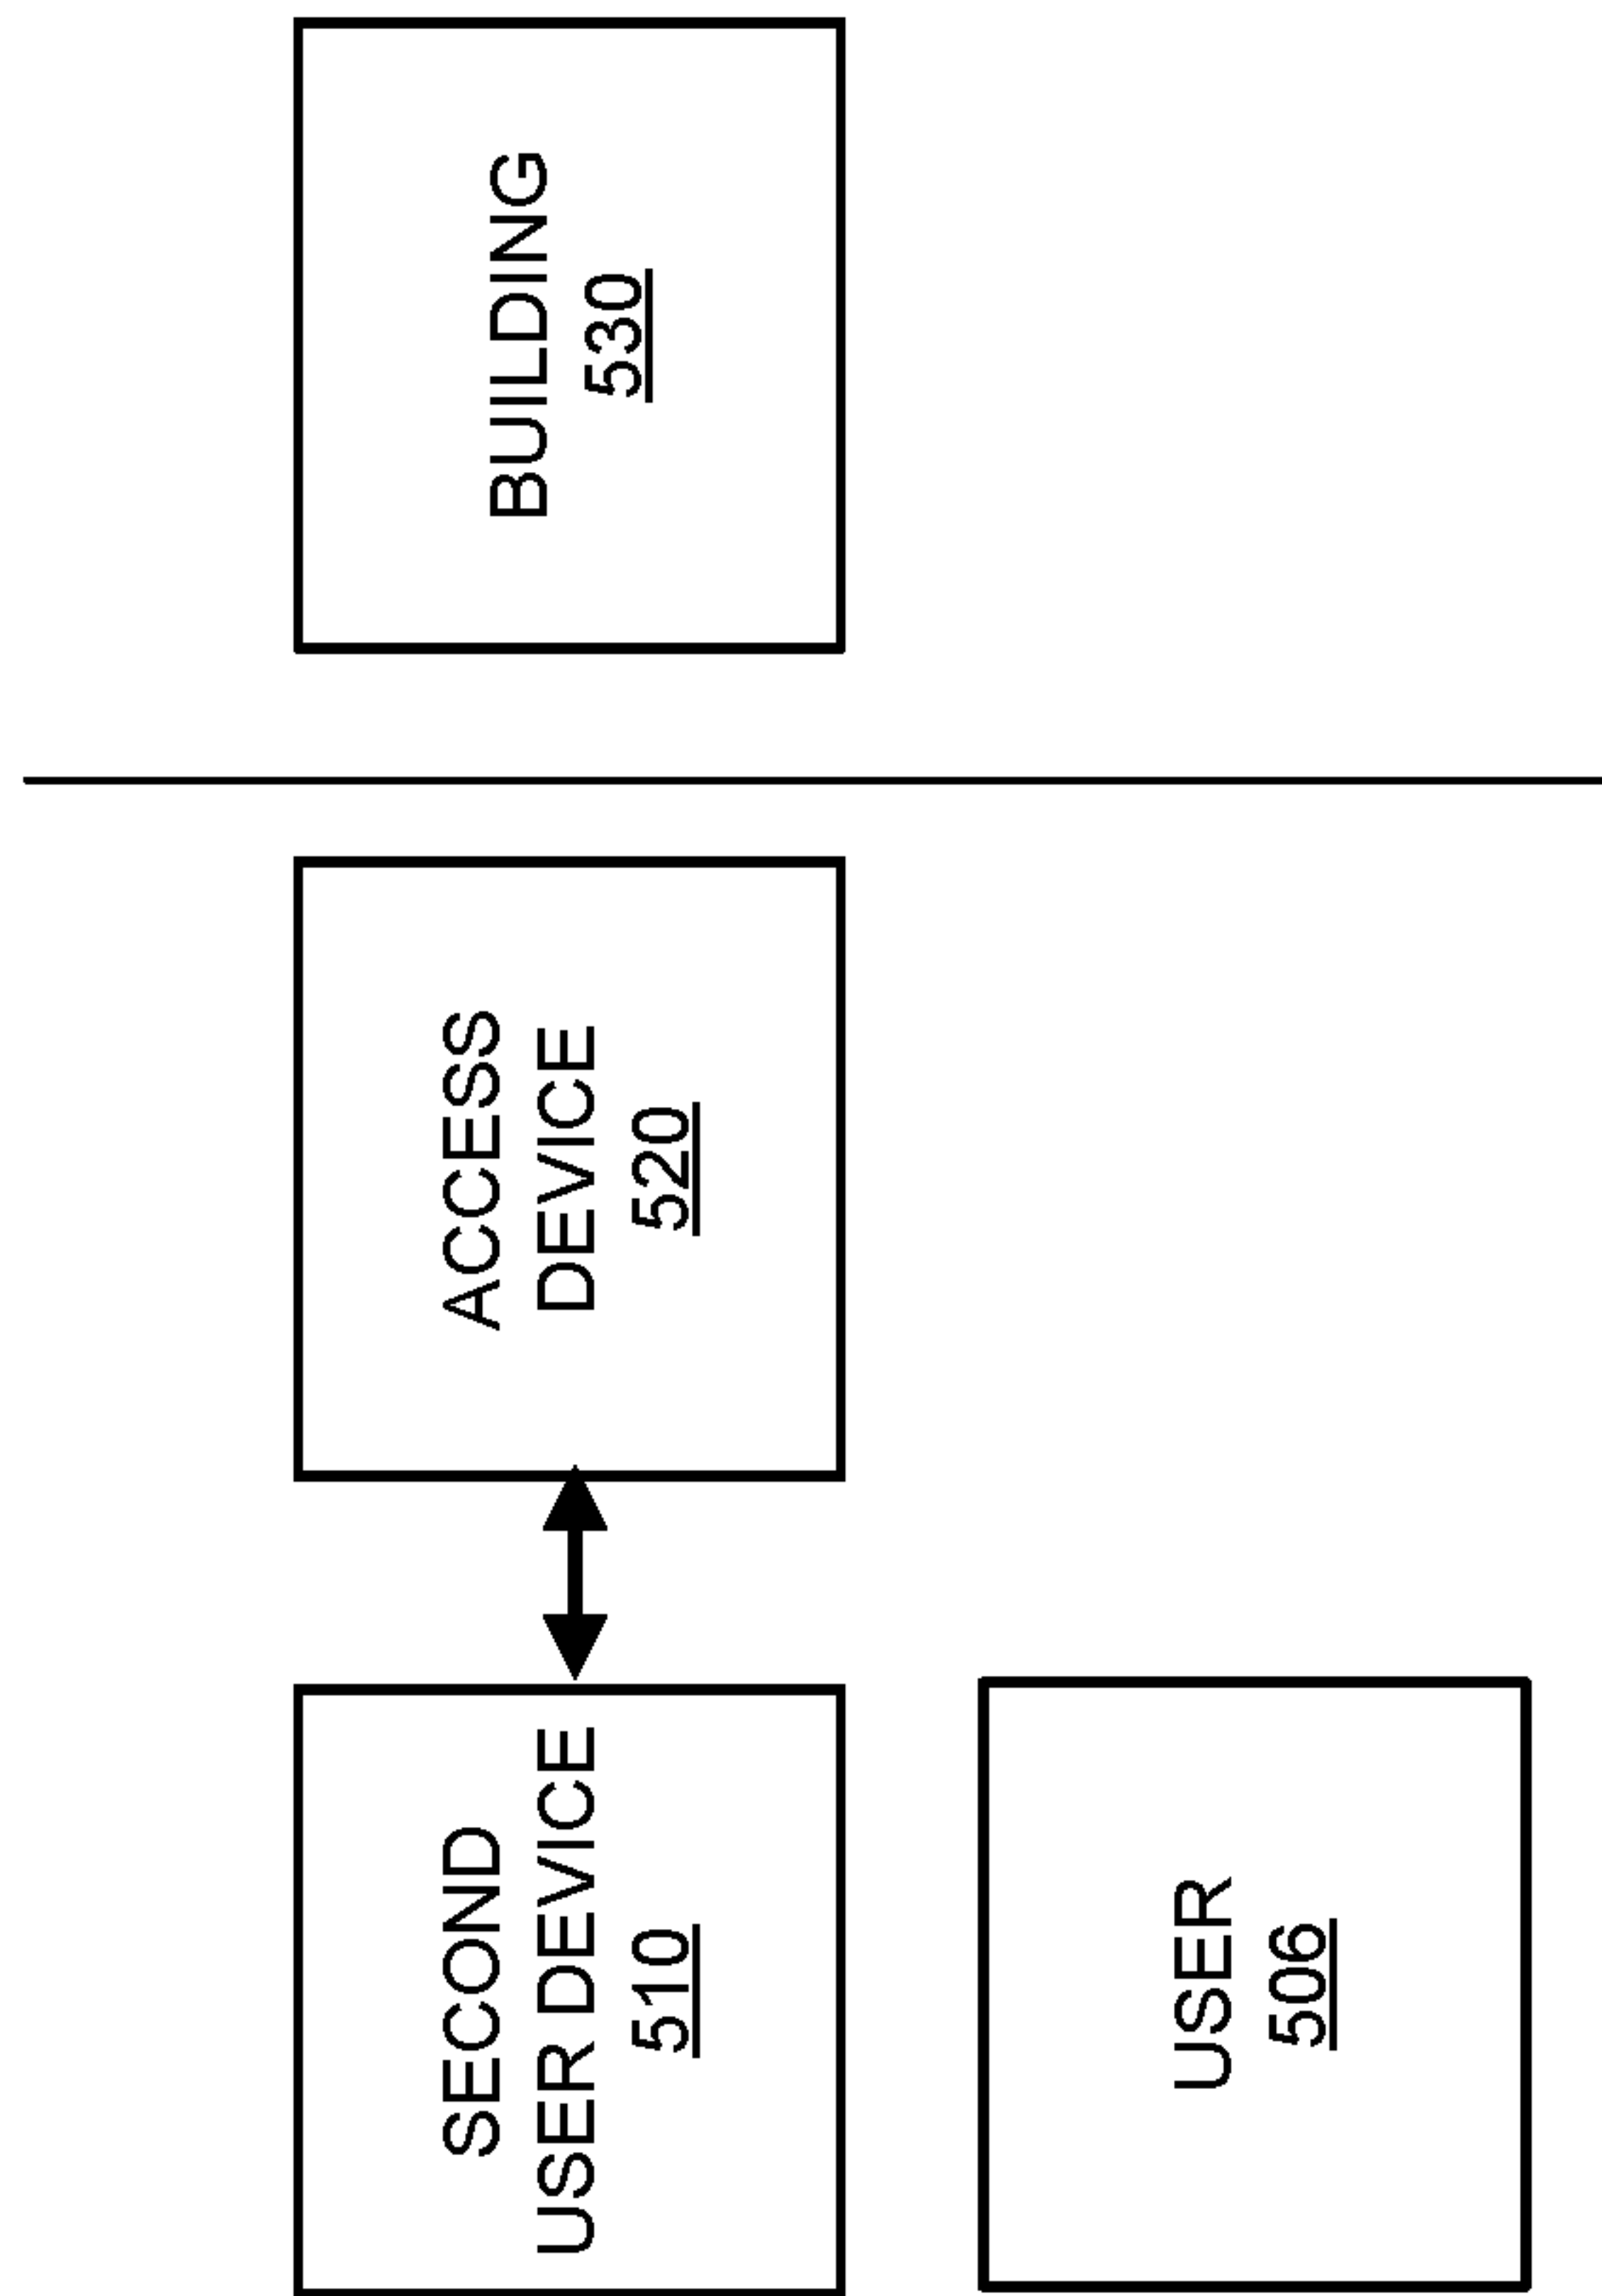 SECOND
USER DEVICE
510
ACCESS
DEVICE
520
BUILDING
530
USER
506